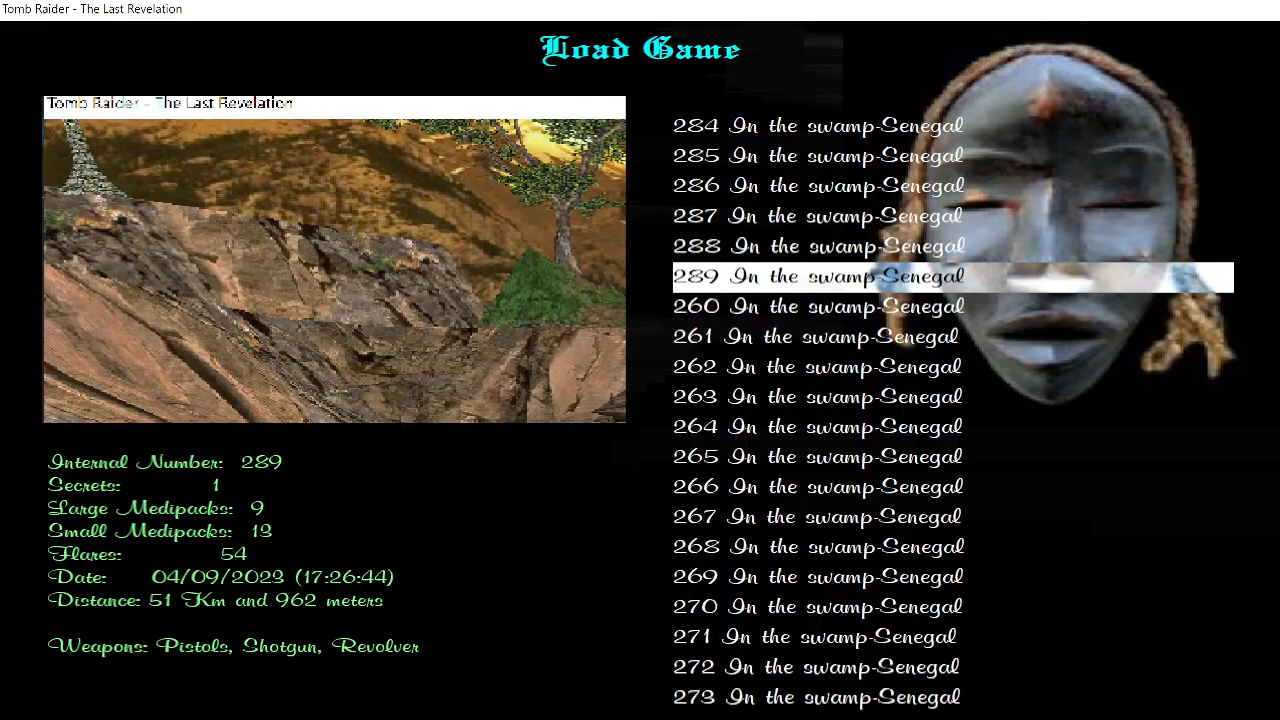 Tomb Raider - The Last Revelation
Load Game
Tomb Raider - The Last Revelation
284 In the swamp-Senegal
285 In the swamp-Senegal
286 In the swamp-Senegal
287 In the swamp-Senegal
288 In the swamp-Senegal
289 In the swamp-Senegal
260 In the swamp-Senegal
261 In the swamp-Senegal
262 In the swamp-Senegal
263 In the swamp-Senegal
264 In the swamp-Senegal
265 In the swamp-Senegal
266 In the swamp-Senegal
267 In the swamp-Senegal
268 In the swamp-Senegal
269 In the swamp-Senegal
270 In the swamp-Senegal
271 In the swamp-Senegal
272 In the swamp-Senegal
273 In the swamp-Senegal
Internal Number: 289
Secrets: 1
Large Medipacks: 9
Small Medipacks: 13
Flares: 54
Date: 04/09/2023 (17:26:44)
Distance: 51 Km and 962 meters
Weapons: Pistols, Shotgun, Revolver